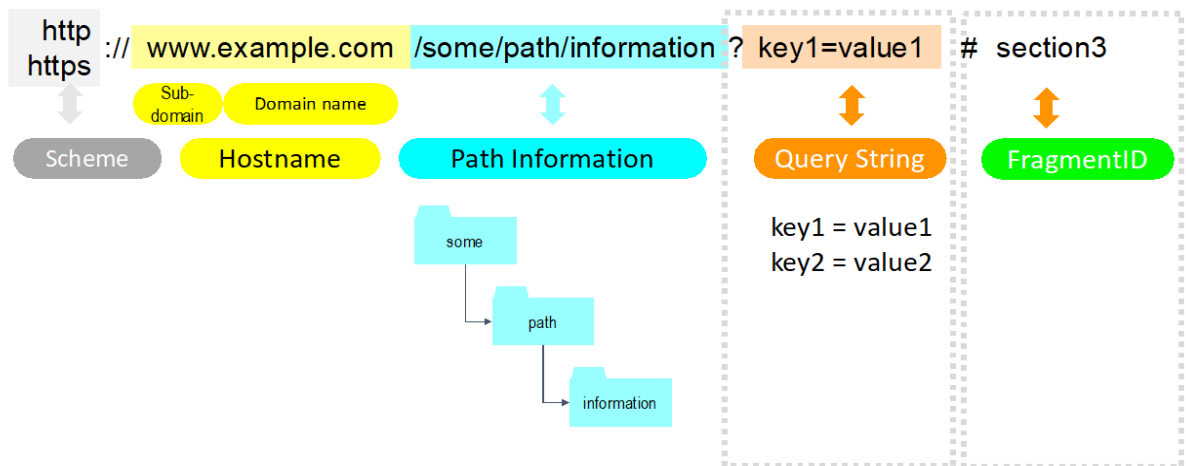 http
https
://
www.example.com
/some/path/information
?
key1=value1
#
section3
Sub-
domain
Domain name
Scheme
Hostname
Path Information
Query String
FragmentID
key1 = value1
key2 = value2
some
path
information